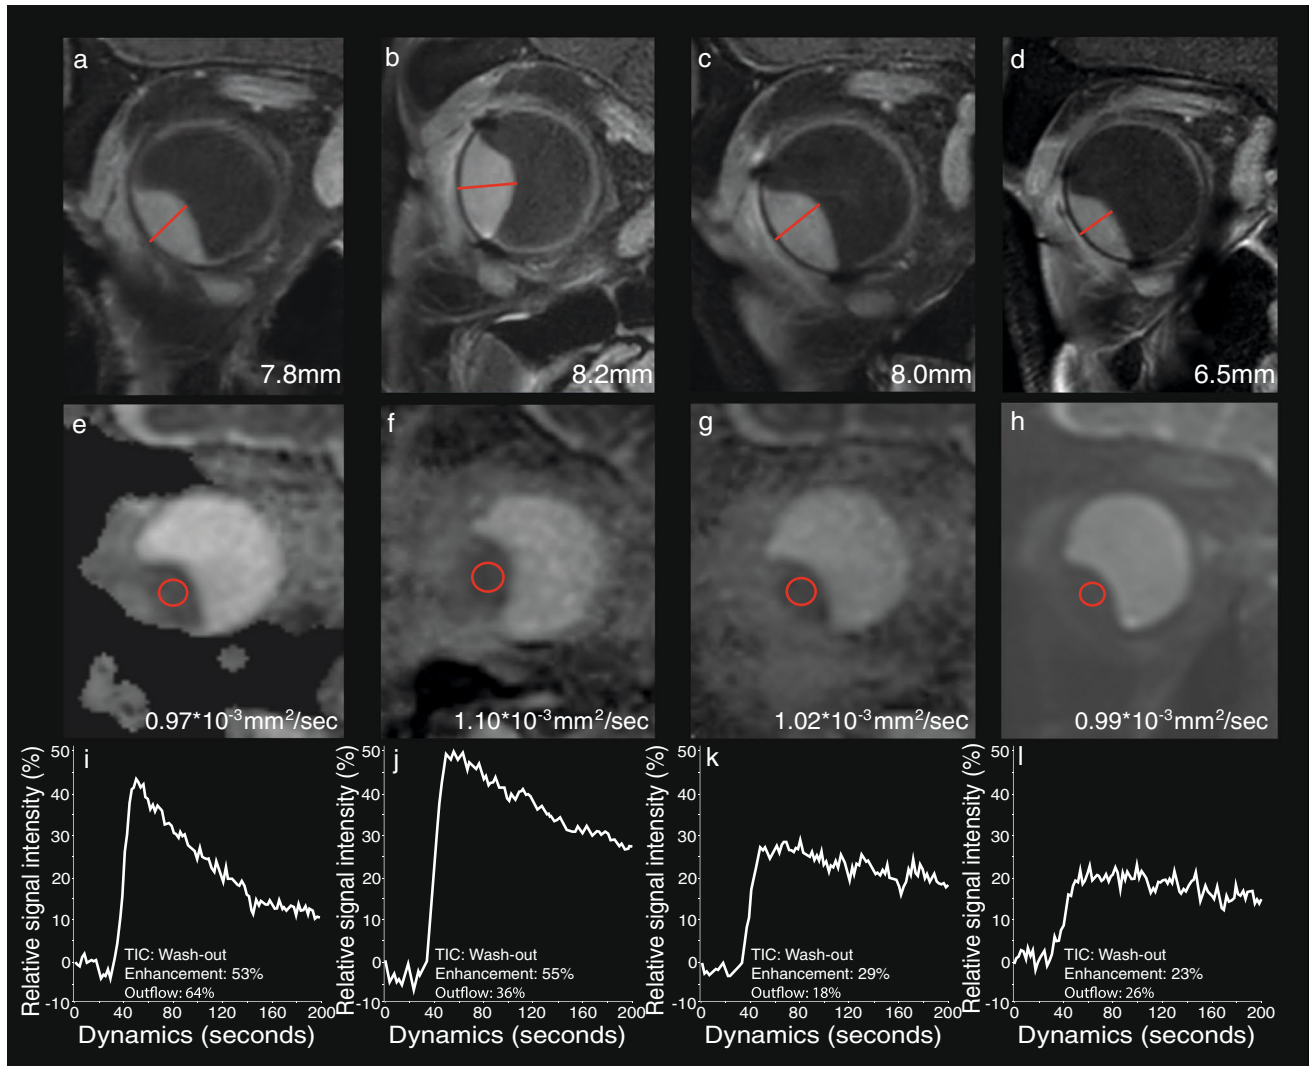 a
b
c
d
7.8mm
8.2mm
8.0mm
6.5mm
e
f
g
h
0.97*10-3mm2/sec
1.10*10-3mm2/sec
1.02*10-3mm2/sec
0.99*10-3mm2/sec
i
Relative signal intensity (%)
50
40
30
20
10
0
-10
TIC: Wash-out
Enhancement: 53%
Outflow: 64%
0 40 80 120 160 200
Dynamics (seconds)
j
Relative signal intensity (%)
50
40
30
20
10
0
-10
TIC: Wash-out
Enhancement: 55%
Outflow: 36%
0 40 80 120 160 200
Dynamics (seconds)
k
Relative signal intensity (%)
50
40
30
20
10
0
-10
TIC: Wash-out
Enhancement: 29%
Outflow: 18%
0 40 80 120 160 200
Dynamics (seconds)
l
Relative signal intensity (%)
50
40
30
20
10
0
-10
TIC: Wash-out
Enhancement: 23%
Outflow: 26%
0 40 80 120 160 200
Dynamics (seconds)